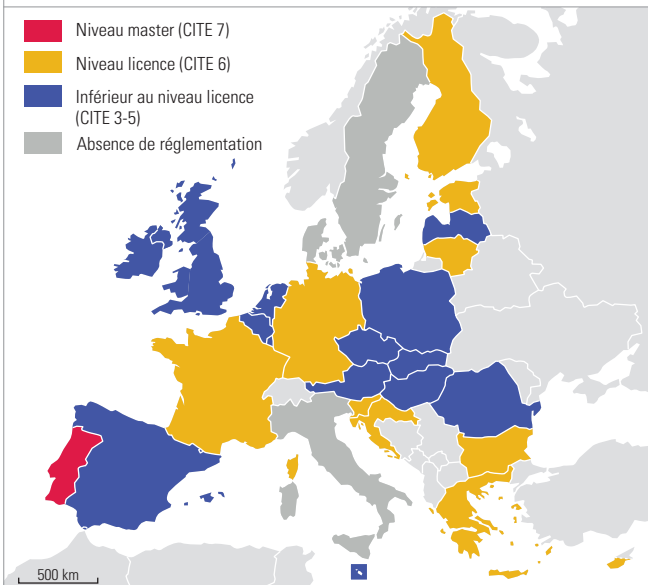 Niveau master (CITE 7)
Niveau licence (CITE 6)
Inférieur au niveau licence
(CITE 3-5)
Absence de réglementation
500 km